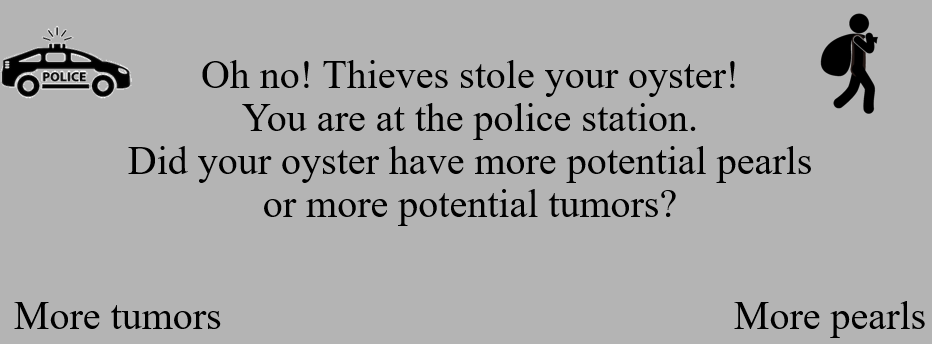 POLICE
Oh no! Thieves stole your oyster!
You are at the police station.
Did your oyster have more potential pearls
or more potential tumors?
More tumors
More pearls